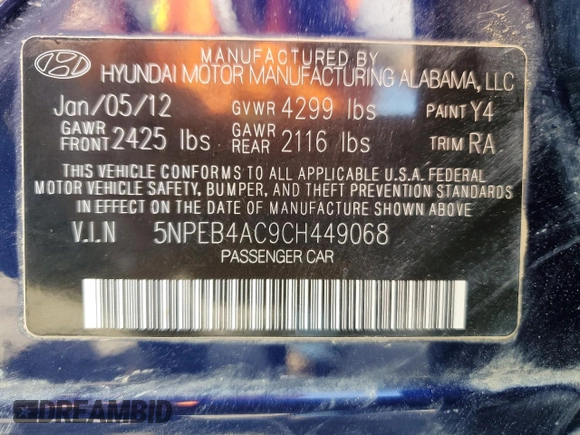 MANUFACTURED BY
HYUNDAI MOTOR MANUFACTURING ALABAMA, LLC
Jan/05/12 GVWR 4299 lbs PAINT Y4
GAWR FRONT 2425 lbs GAWR REAR 2116 lbs TRIM RA
THIS VEHICLE CONFORMS TO ALL APPLICABLE U.S.A. FEDERAL
MOTOR VEHICLE SAFETY, BUMPER, AND THEFT PREVENTION STANDARDS
IN EFFECT ON THE DATE OF MANUFACTURE SHOWN ABOVE.
V.I.N 5NPEB4AC9CH449068
PASSENGER CAR
DREAMBID